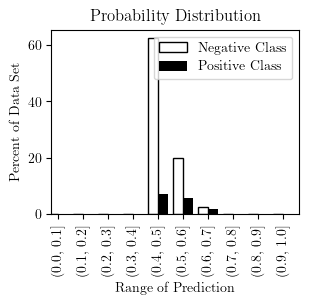 Probability Distribution
Negative Class
Positive Class
Percent of Data Set
60
40
20
0
(0.0, 0.1]
(0.1, 0.2]
(0.2, 0.3]
(0.3, 0.4]
(0.4, 0.5]
(0.5, 0.6]
(0.6, 0.7]
(0.7, 0.8]
(0.8, 0.9]
(0.9, 1.0]
Range of Prediction